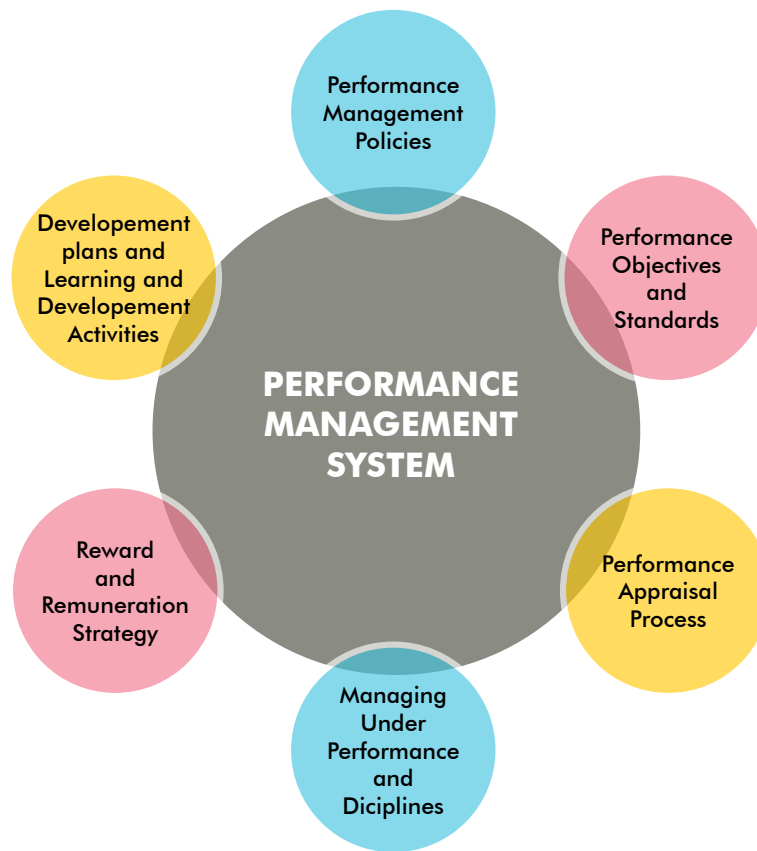 Performance
Management
Policies
Performance
Objectives
and
Standards
Performance
Appraisal
Process
Managing
Under
Performance
and
Diciplines
Reward
and
Remuneration
Strategy
Developement
plans and
Learning and
Developement
Activities
PERFORMANCE
MANAGEMENT
SYSTEM